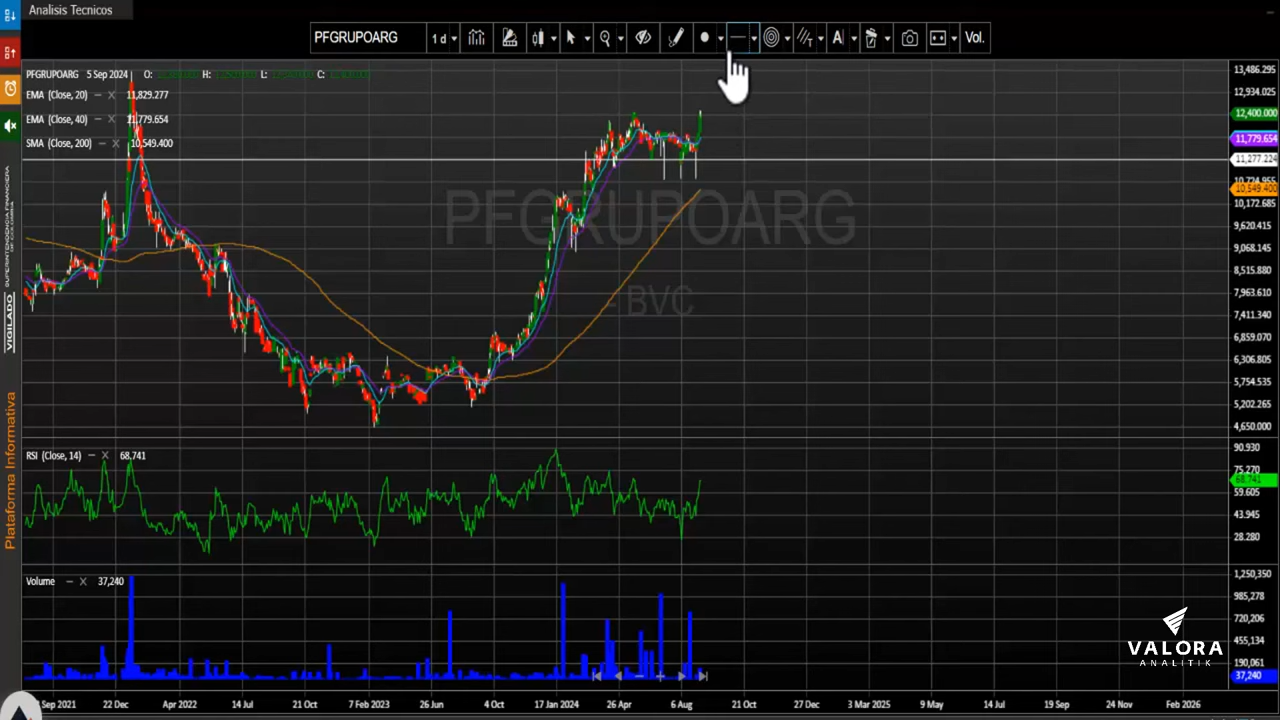 Analisis Tecnicos
PFGRUPOARG
1 d
A
Vol.
PFGRUPOARG 5 Sep 2024 O: H: L: C:
EMA (Close, 20) 11,829.277
EMA (Close, 40) 11,779.654
SMA (Close, 200) 10,549.400
13,486.295
12,934.025
12,400.000
11,779.654
11,277.224
10,724.955
10,549.400
10,172.685
9,620.415
9,068.145
8,515.880
7,963.610
7,411.340
6,859.070
6,306.805
5,754.535
5,202.265
4,650.000
PFGRUPOARG
- BVC
RSI (Close, 14) 68.741
90.930
75.270
68.741
59.605
43.945
28.280
Volume 37,240
1,250,350
985,278
720,206
455,134
190,061
37,240
VALORA
ANALITIK
Sep 2021 22 Dec Apr 2022 14 Jul 21 Oct 7 Feb 2023 26 Jun 4 Oct 17 Jan 2024 26 Apr 6 Aug 21 Oct 27 Dec 3 Mar 2025 9 May 14 Jul 19 Sep 24 Nov Feb 2026
VIGILADO SUPERINTENDENCIA FINANCIERA
Plataforma Informativa